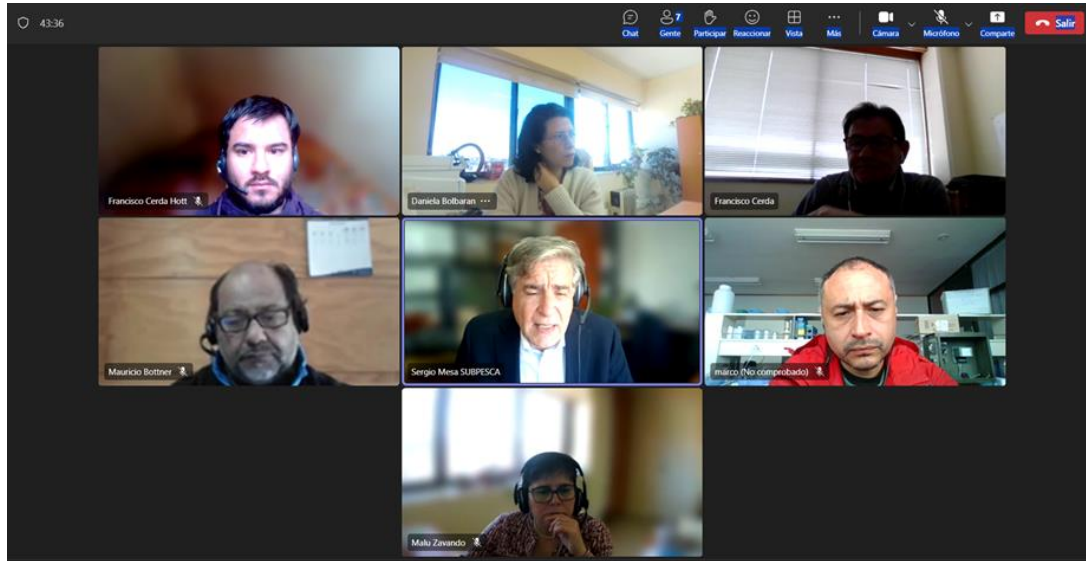 43:36
7
Chat Gente Participar Reaccionar Vista Más Cámara Micrófono Comparte Salir
Francisco Cerda Hott
Daniela Bolbaran ...
Francisco Cerda
Mauricio Bottner
Sergio Mesa SUBPESCA
marco (No comprobado)
Malu Zavando